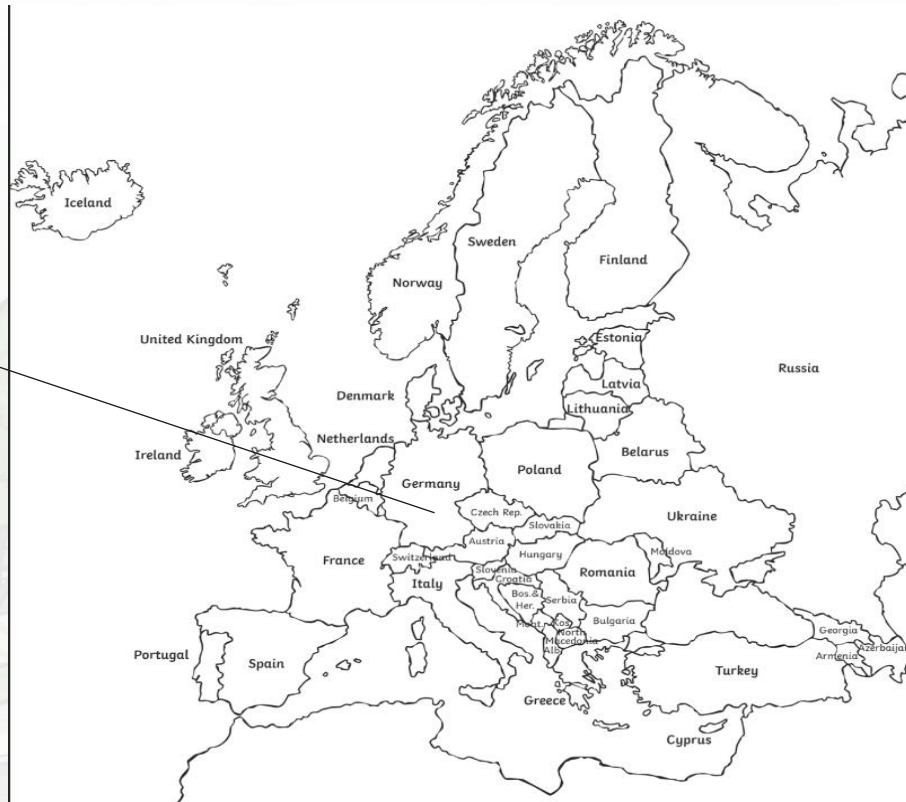 Iceland
Sweden
Finland
Norway
United Kingdom
Estonia
Russia
Latvia
Denmark
Lithuania
Netherlands
Ireland
Belarus
Poland
Germany
Belgium
Czech Rep.
Ukraine
Slovakia
Austria
Moldova
Hungary
Switzerland
France
Slovenia
Romania
Croatia
Italy
Bos.&
Her.
Serbia
Bulgaria
Mont.
Kos.
Georgia
North
Macedonia
Alb.
Azerbaijan
Armenia
Portugal
Spain
Turkey
Greece
Cyprus